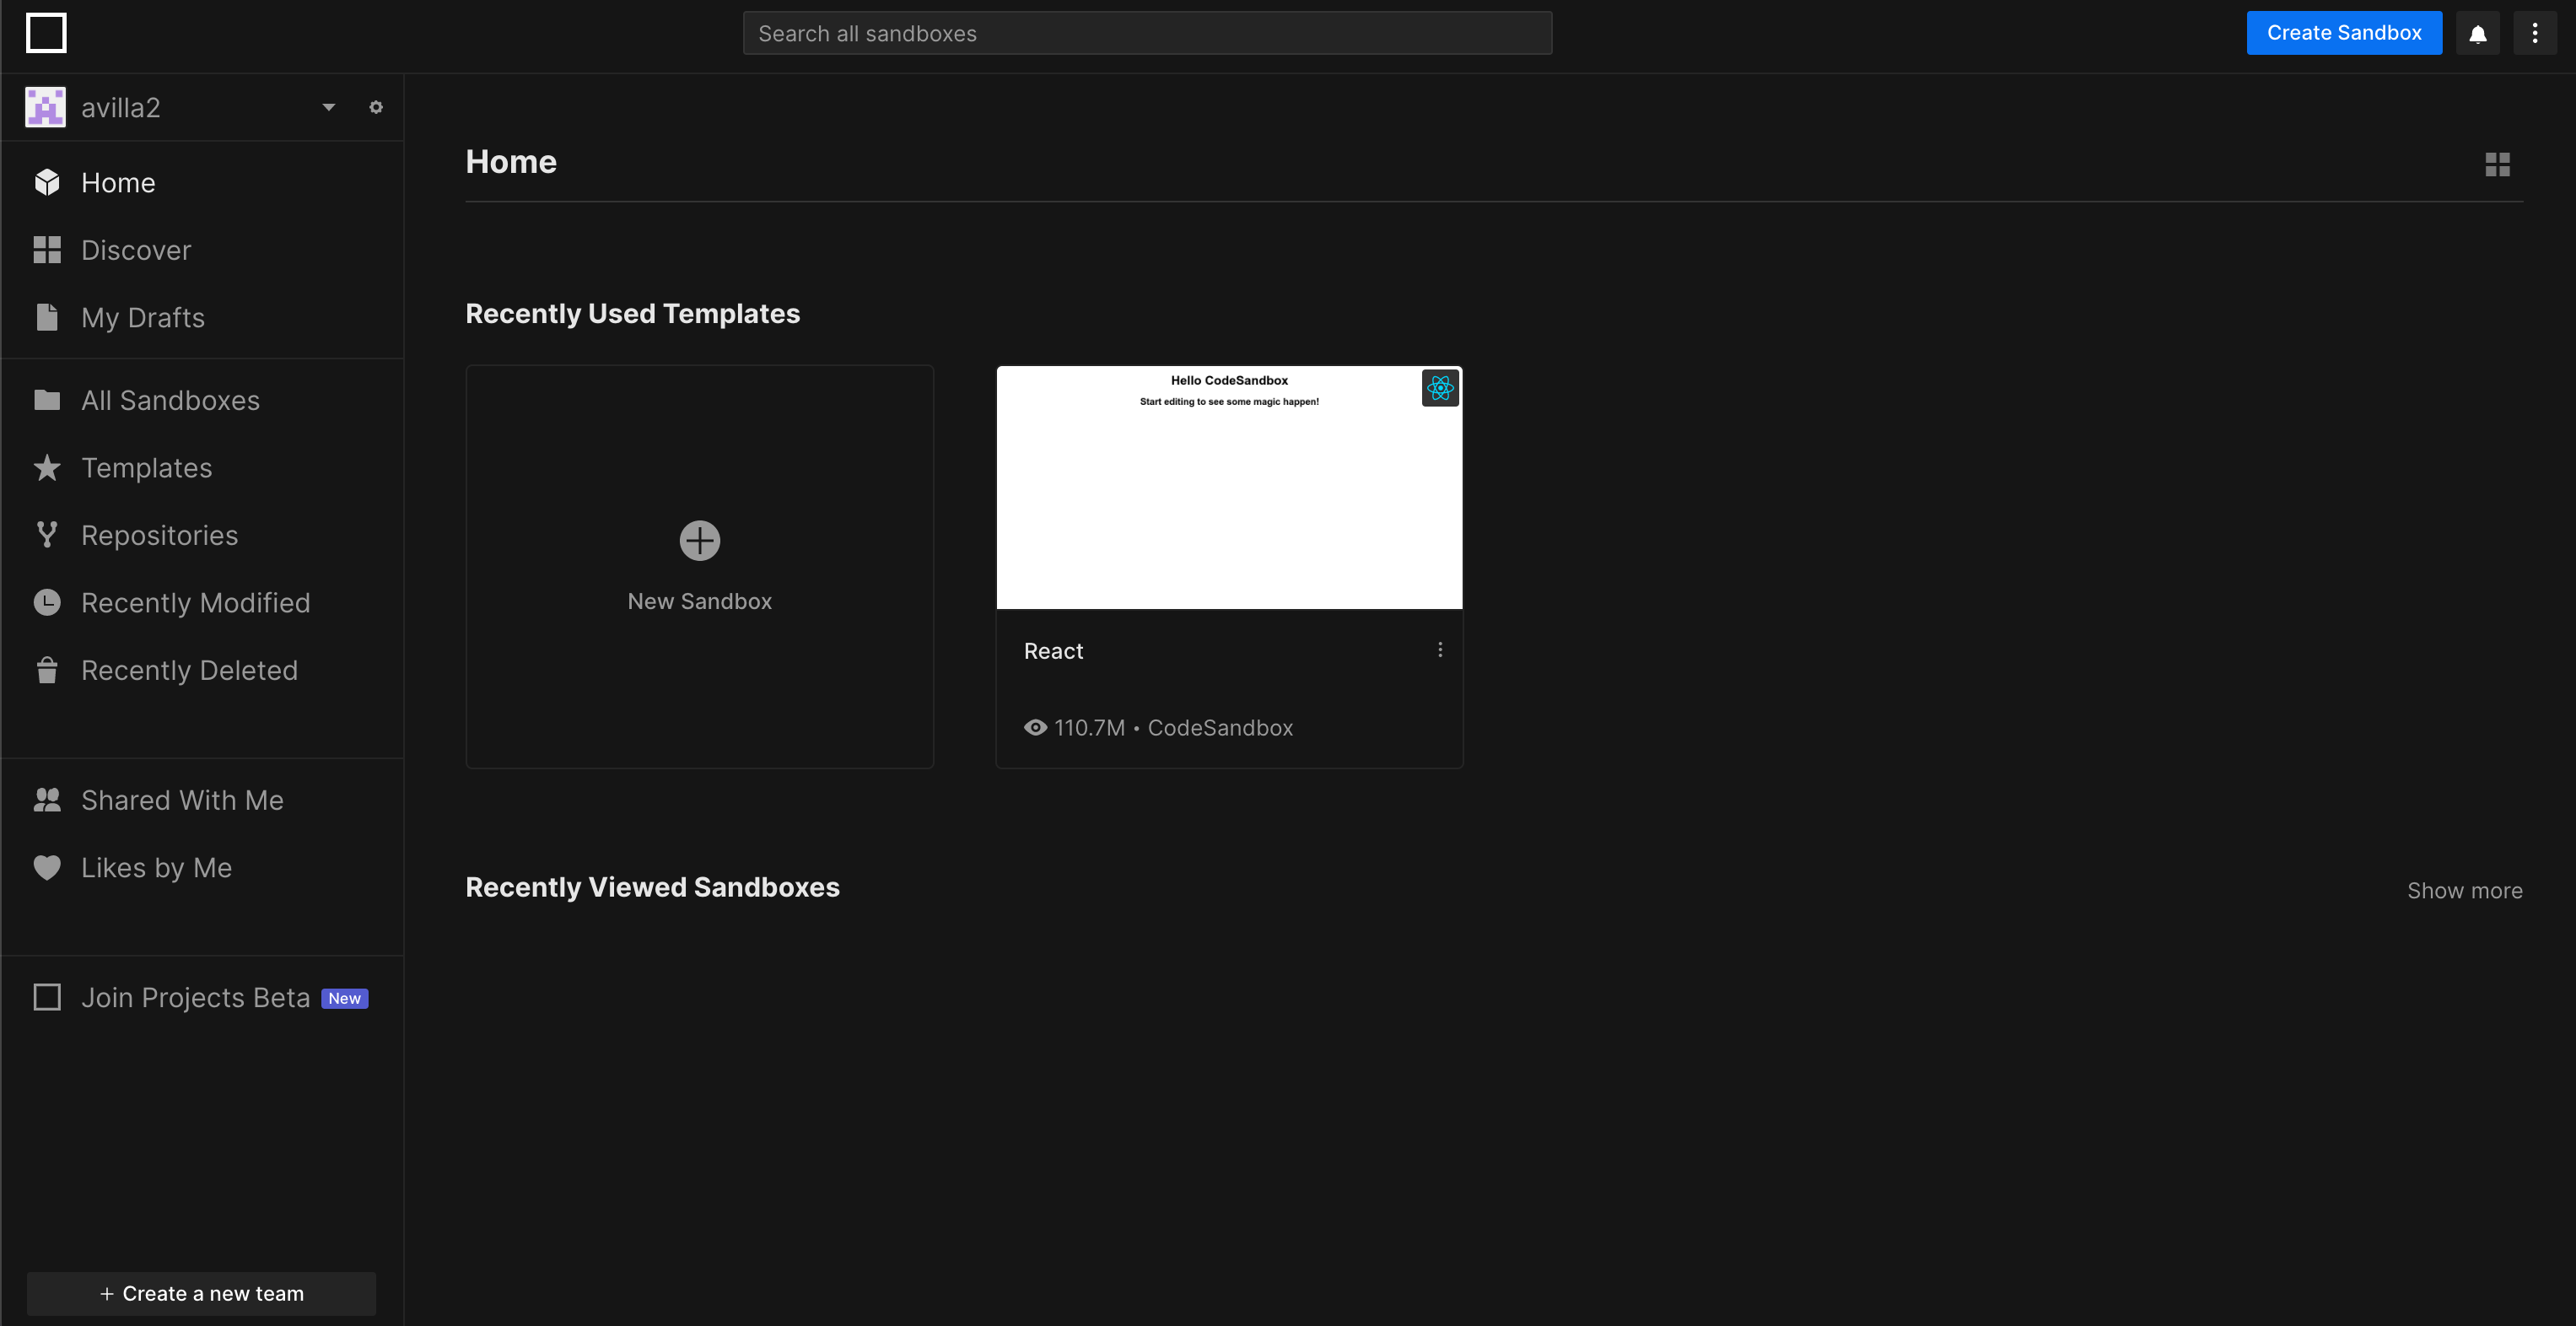 Search all sandboxes
Create Sandbox
avilla2
Home
Discover
My Drafts
All Sandboxes
Templates
Repositories
Recently Modified
Recently Deleted
Shared With Me
Likes by Me
Join Projects Beta New
+ Create a new team
Home
Recently Used Templates
New Sandbox
Hello CodeSandbox
Start editing to see some magic happen!
React
110.7M • CodeSandbox
Recently Viewed Sandboxes
Show more